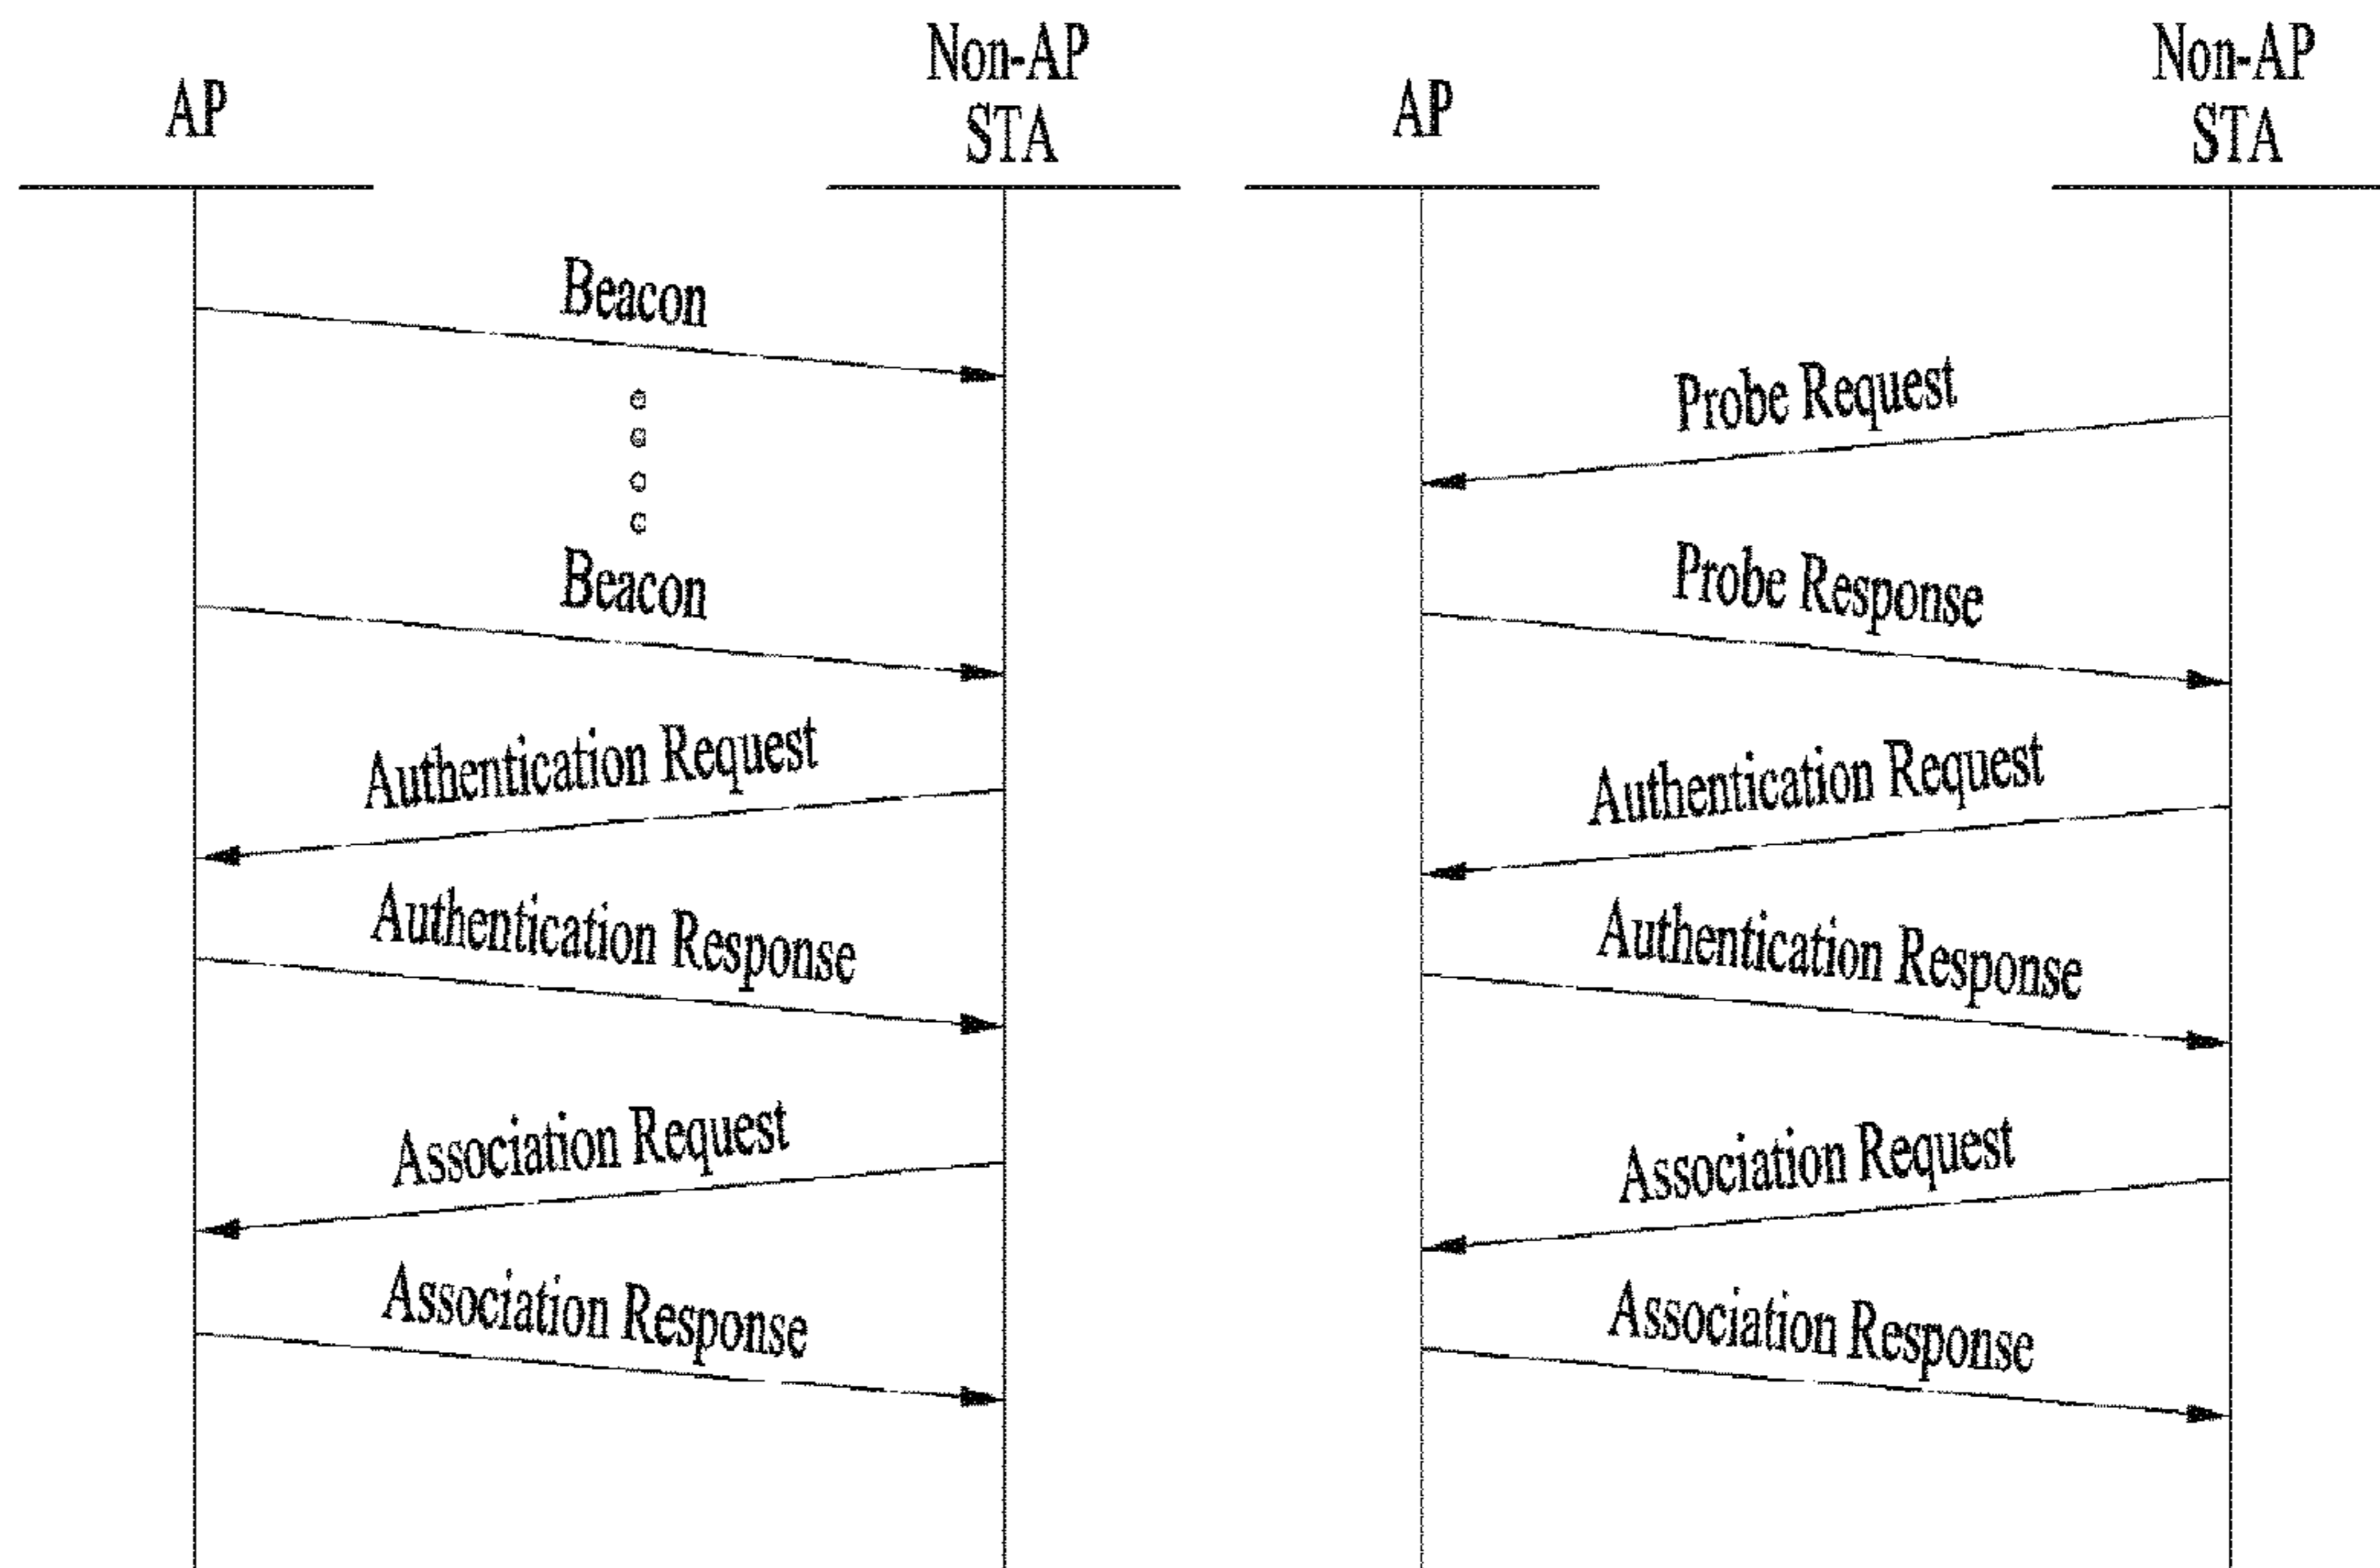 AP
Non-AP
STA
Beacon
Beacon
Authentication Request
Authentication Response
Association Request
Association Response
AP
Non-AP
STA
Probe Request
Probe Response
Authentication Request
Authentication Response
Association Request
Association Response